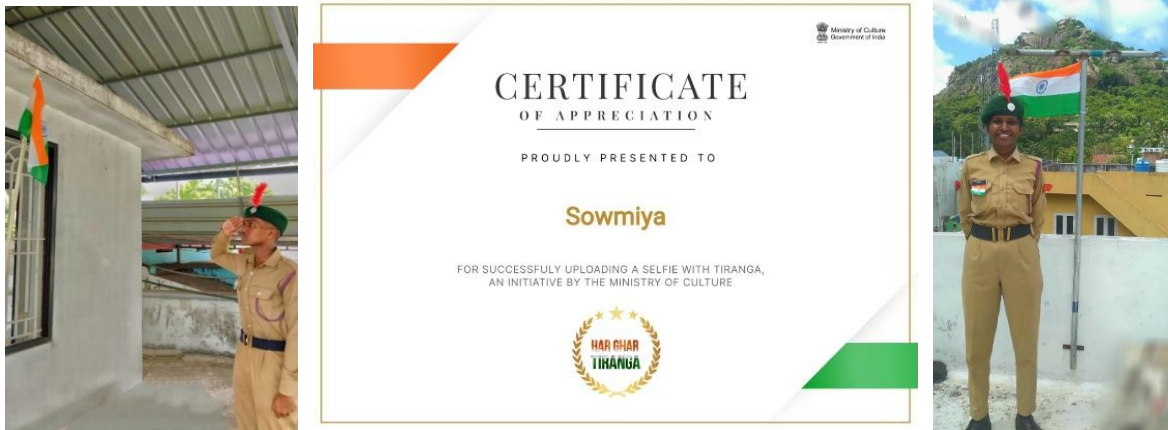 Ministry of Culture
Government of India
CERTIFICATE
OF APPRECIATION
PROUDLY PRESENTED TO
Sowmiya
FOR SUCCESSFULY UPLOADING A SELFIE WITH TIRANGA,
AN INITIATIVE BY THE MINISTRY OF CULTURE
HAR GHAR
TIRANGA